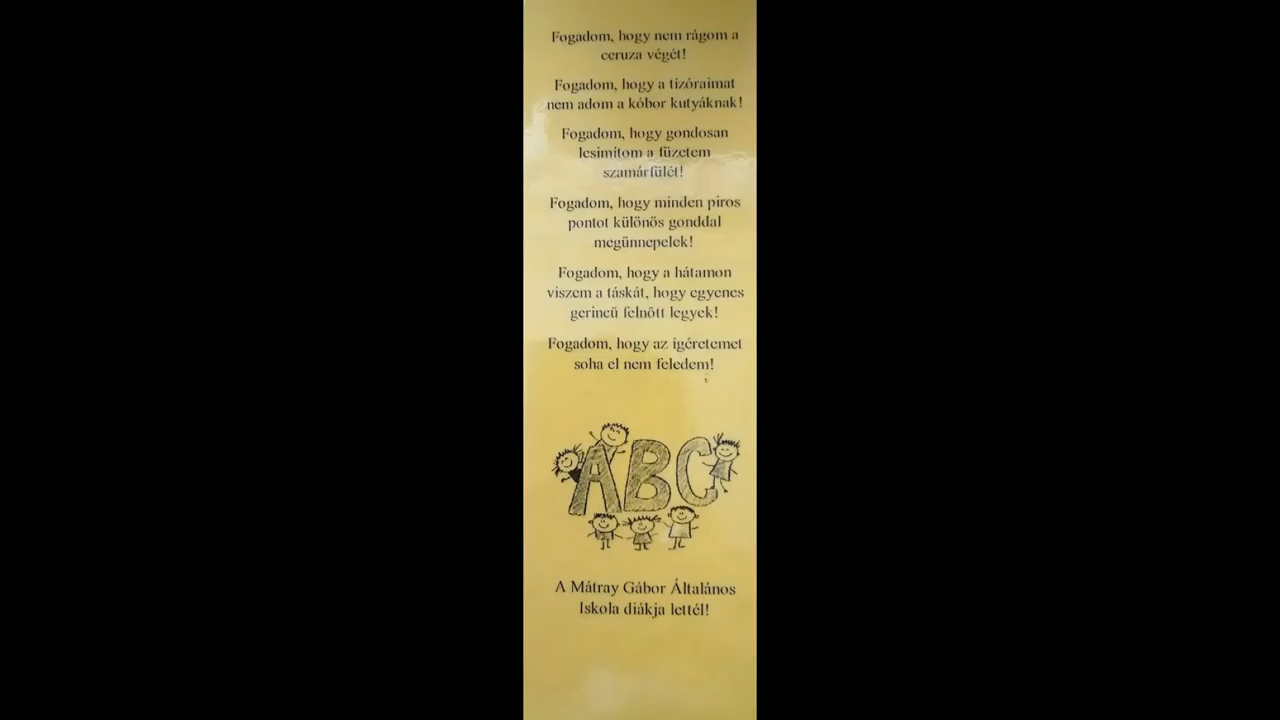 Fogadom, hogy nem rágom a
ceruza végét!
Fogadom, hogy a tízóraimat
nem adom a kóbor kutyáknak!
Fogadom, hogy gondosan
lesimítom a füzetem
szamárfülét!
Fogadom, hogy minden piros
pontot különös gonddal
megünnepelek!
Fogadom, hogy a hátamon
viszem a táskát, hogy egyenes
gerincű felnőtt legyek!
Fogadom, hogy az ígéretemet
soha el nem feledem!
ABC
A Mátray Gábor Általános
Iskola diákja lettél!